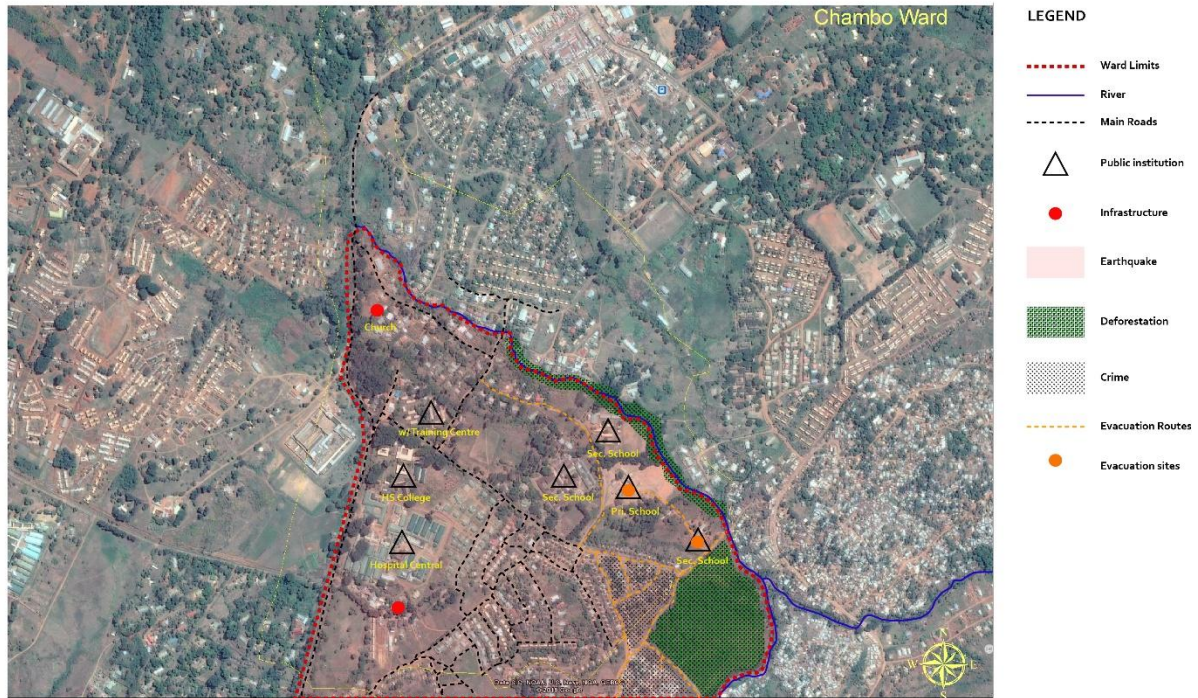 Chambo Ward
LEGEND
Ward Limits
River
Main Roads
Public institution
Infrastructure
Earthquake
Deforestation
Crime
Evacuation Routes
Evacuation sites
Church
w/Training Centre
Sec. School
HS College
Sec. School
Pri. School
Hospital Central
Sec. School
N
W
E
S